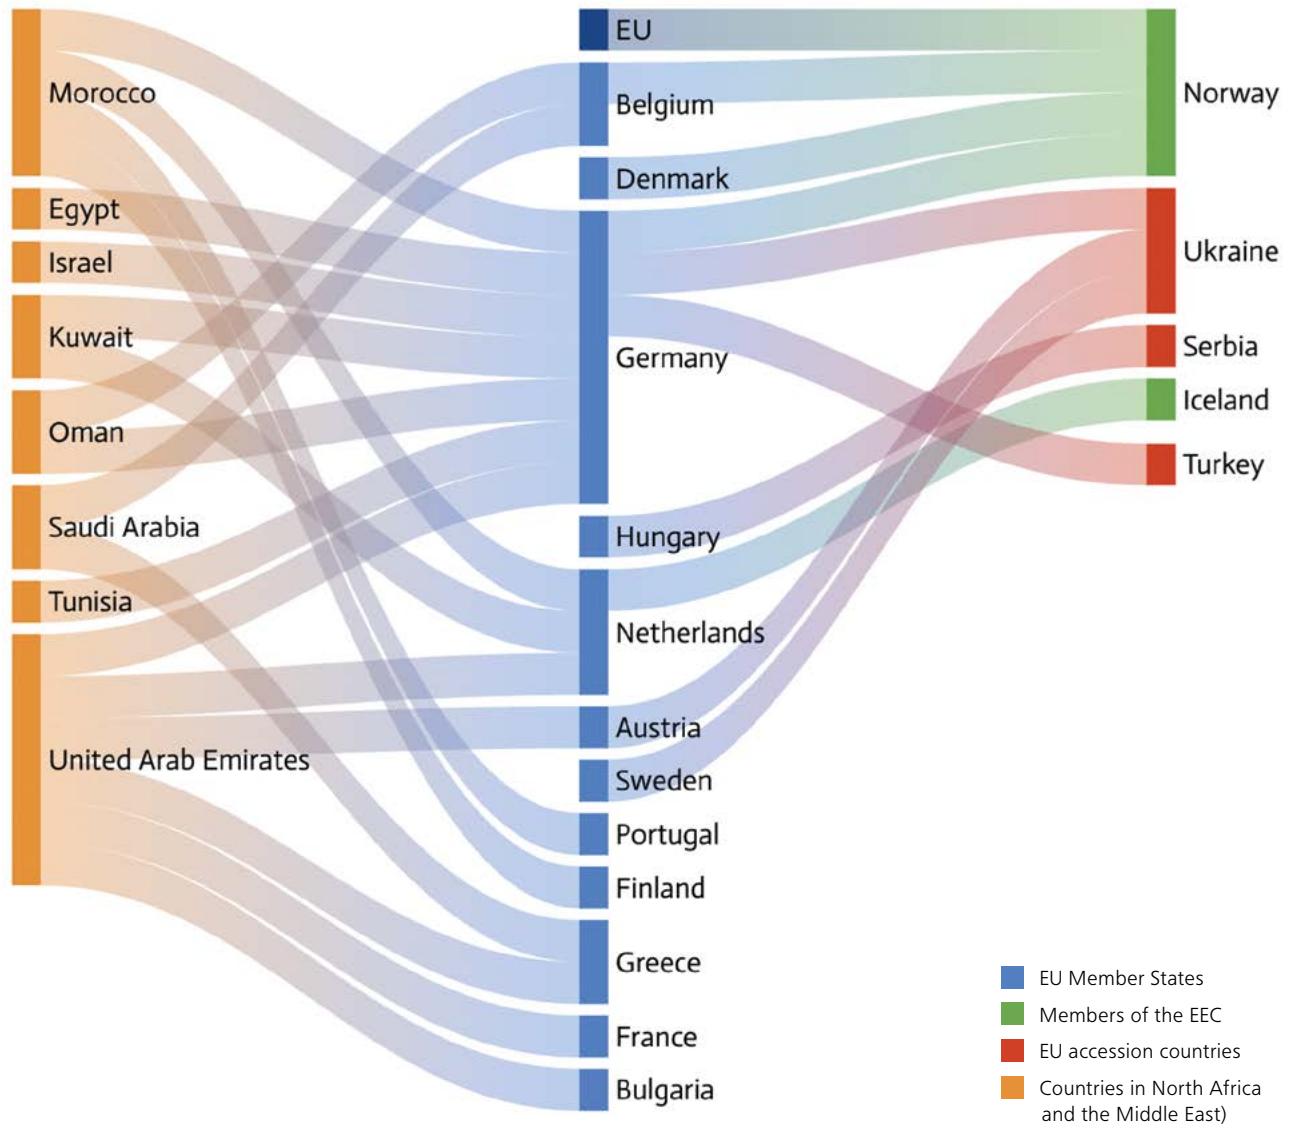 Morocco
Egypt
Israel
Kuwait
Oman
Saudi Arabia
Tunisia
United Arab Emirates
EU
Belgium
Denmark
Germany
Hungary
Netherlands
Austria
Sweden
Portugal
Finland
Greece
France
Bulgaria
Norway
Ukraine
Serbia
Iceland
Turkey
EU Member States
Members of the EEC
EU accession countries
Countries in North Africa
and the Middle East)